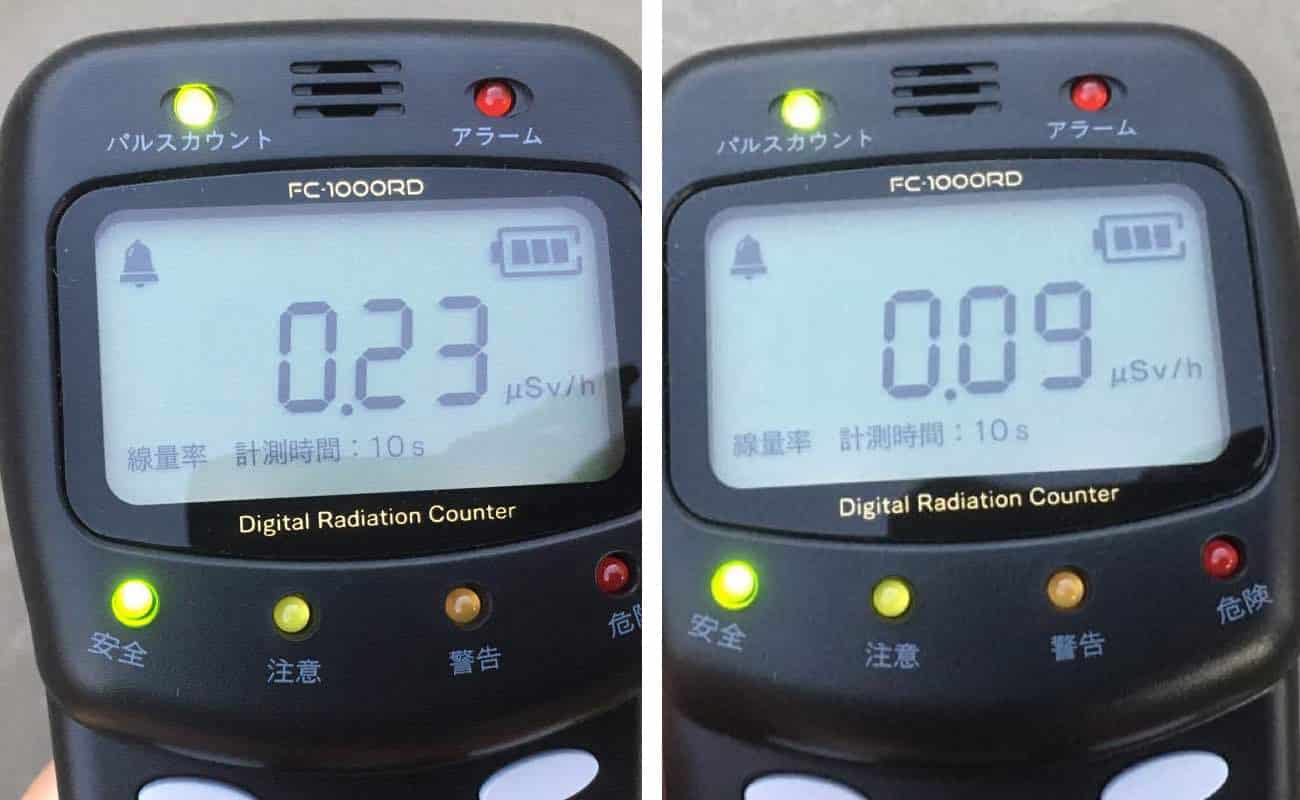 パルスカウント アラーム
FC-1000RD
0.23 μSv/h
線量率 計測時間：10s
Digital Radiation Counter
安全 注意 警告 危険
パルスカウント アラーム
FC-1000RD
0.09 μSv/h
線量率 計測時間：10s
Digital Radiation Counter
安全 注意 警告 危険